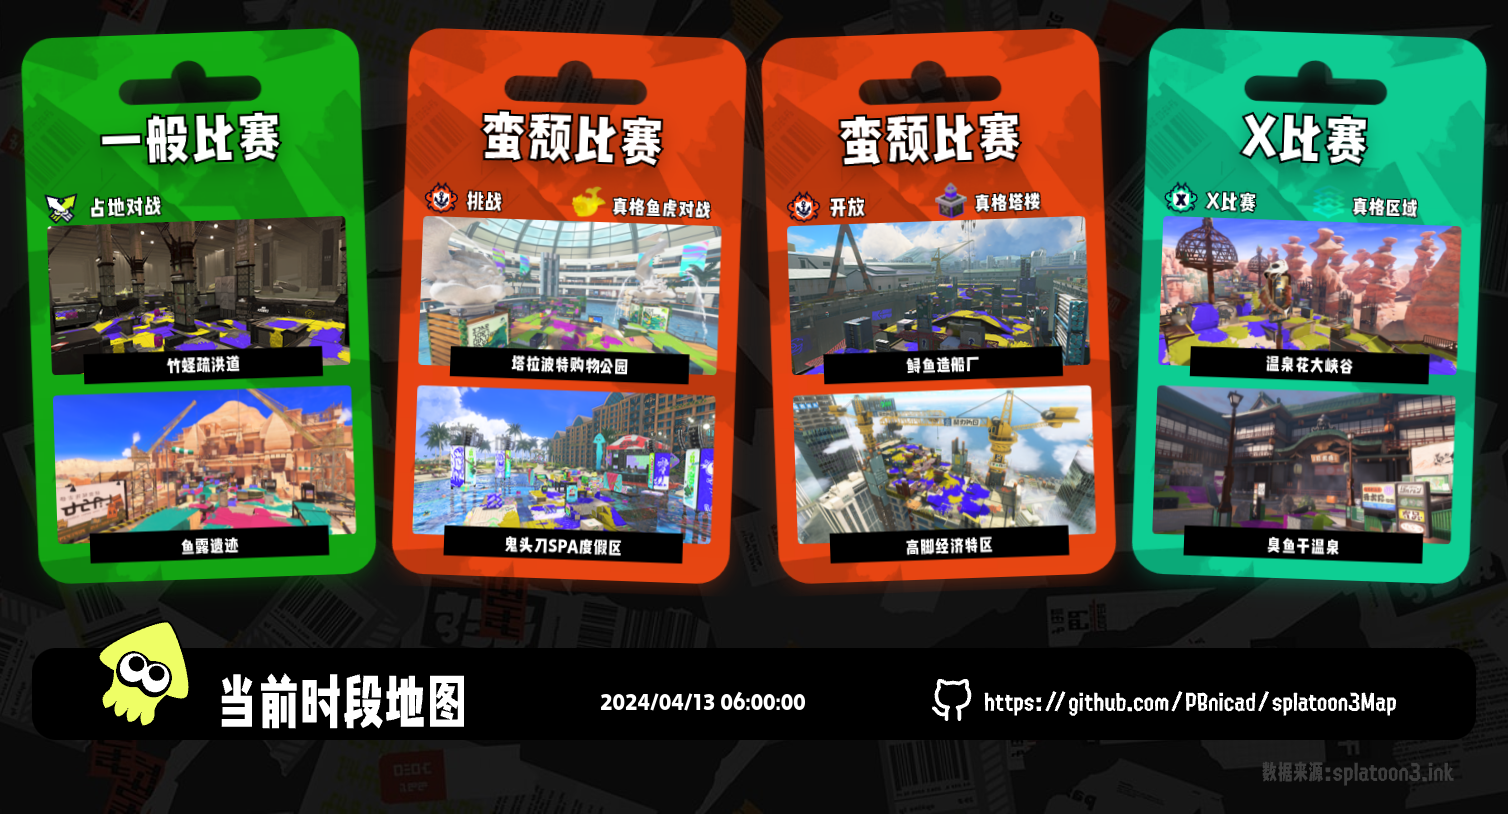 一般比赛
占地对战
竹蛏疏洪道
鱼露遗迹
蛮颓比赛
挑战
真格鱼虎对战
塔拉波特购物公园
鬼头刀SPA度假区
蛮颓比赛
开放
真格塔楼
鲟鱼造船厂
高脚经济特区
X比赛
X比赛
真格区域
温泉花大峡谷
臭鱼干温泉
当前时段地图
2024/04/13 06:00:00
https://github.com/PBnicad/splatoon3Map
数据来源:splatoon3.ink